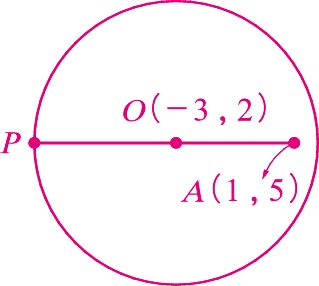 O(−3 , 2)
P
A(1 , 5)